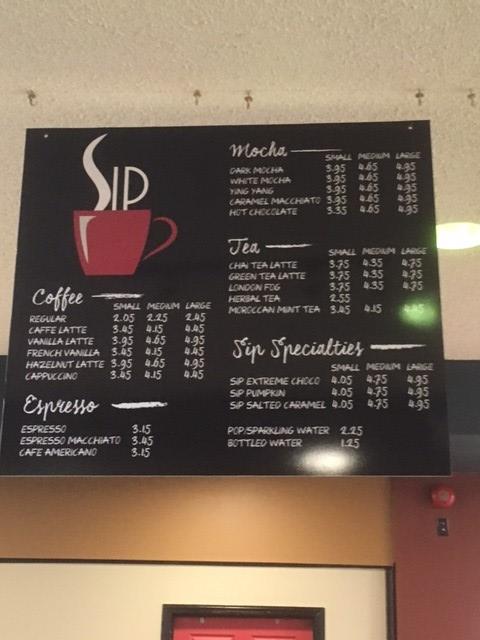 SIP
Coffee
SMALL MEDIUM LARGE
REGULAR 2.05 2.25 2.45
CAFFE LATTE 3.45 4.15 4.45
VANILLA LATTE 3.95 4.65 4.95
FRENCH VANILLA 3.45 4.15 4.45
HAZELNUT LATTE 3.95 4.65 4.95
CAPPUCCINO 3.45 4.15 4.45
Espresso
ESPRESSO 3.15
ESPRESSO MACCHIATO 3.45
CAFE AMERICANO 3.15
Mocha
SMALL MEDIUM LARGE
DARK MOCHA 3.95 4.65 4.95
WHITE MOCHA 3.95 4.65 4.95
YING YANG 3.95 4.65 4.95
CARAMEL MACCHIATO 3.95 4.65 4.95
HOT CHOCOLATE 3.35 4.65 4.95
Tea
SMALL MEDIUM LARGE
CHAI TEA LATTE 3.75 4.35 4.75
GREEN TEA LATTE 3.75 4.35 4.75
LONDON FOG 3.75 4.35 4.75
HERBAL TEA 2.55
MOROCCAN MINT TEA 3.45 4.15 4.45
Sip Specialties
SMALL MEDIUM LARGE
SIP EXTREME CHOCO 4.05 4.75 4.95
SIP PUMPKIN 4.05 4.75 4.95
SIP SALTED CARAMEL 4.05 4.75 4.95
POP/SPARKLING WATER 2.25
BOTTLED WATER 1.25